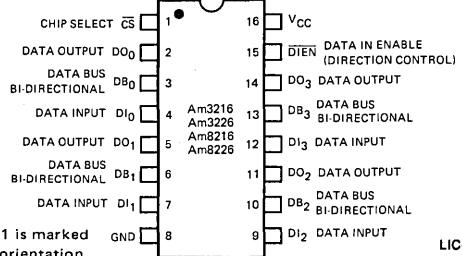 CHIP SELECT C̅S̅ 1
DATA OUTPUT DO0 2
DATA BUS
BI-DIRECTIONAL DB0 3
DATA INPUT DI0 4
DATA OUTPUT DO1 5
DATA BUS
BI-DIRECTIONAL DB1 6
DATA INPUT DI1 7
GND 8
1 is marked
orientation
Am3216
Am3226
Am8216
Am8226
16 VCC
15 D̅I̅E̅N̅ DATA IN ENABLE
(DIRECTION CONTROL)
14 DO3 DATA OUTPUT
13 DB3 DATA BUS
BI-DIRECTIONAL
12 DI3 DATA INPUT
11 DO2 DATA OUTPUT
10 DB2 DATA BUS
BI-DIRECTIONAL
9 DI2 DATA INPUT
LIC